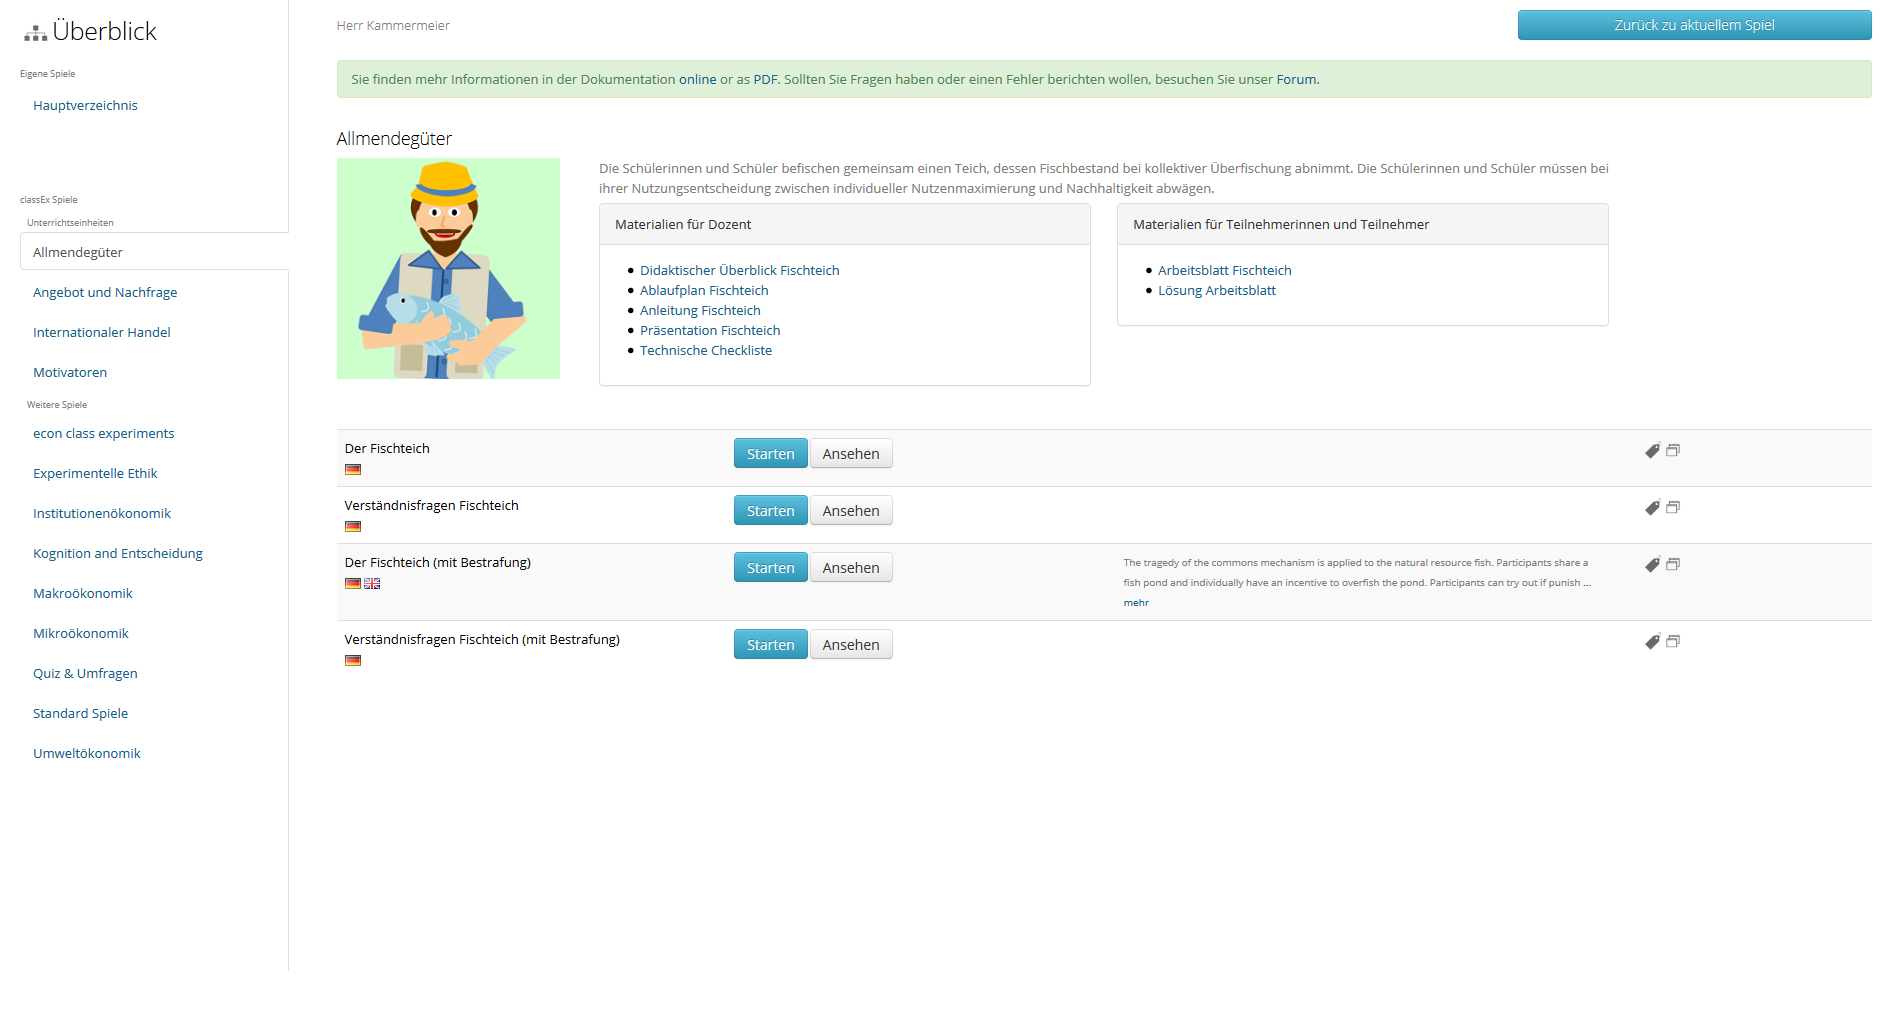 Überblick
Eigene Spiele
Hauptverzeichnis
classEx Spiele
Unterrichtseinheiten
Allmendegüter
Angebot und Nachfrage
Internationaler Handel
Motivatoren
Weitere Spiele
econ class experiments
Experimentelle Ethik
Institutionenökonomik
Kognition and Entscheidung
Makroökonomik
Mikroökonomik
Quiz & Umfragen
Standard Spiele
Umweltökonomik
Herr Kammermeier
Zurück zu aktuellem Spiel
Sie finden mehr Informationen in der Dokumentation online or as PDF. Sollten Sie Fragen haben oder einen Fehler berichten wollen, besuchen Sie unser Forum.
Allmendegüter
Die Schülerinnen und Schüler befischen gemeinsam einen Teich, dessen Fischbestand bei kollektiver Überfischung abnimmt. Die Schülerinnen und Schüler müssen bei
ihrer Nutzungsentscheidung zwischen individueller Nutzenmaximierung und Nachhaltigkeit abwägen.
Materialien für Dozent
Didaktischer Überblick Fischteich
Ablaufplan Fischteich
Anleitung Fischteich
Präsentation Fischteich
Technische Checkliste
Materialien für Teilnehmerinnen und Teilnehmer
Arbeitsblatt Fischteich
Lösung Arbeitsblatt
Der Fischteich
Starten Ansehen
Verständnisfragen Fischteich
Starten Ansehen
Der Fischteich (mit Bestrafung)
Starten Ansehen
The tragedy of the commons mechanism is applied to the natural resource fish. Participants share a
fish pond and individually have an incentive to overfish the pond. Participants can try out if punish ...
mehr
Verständnisfragen Fischteich (mit Bestrafung)
Starten Ansehen